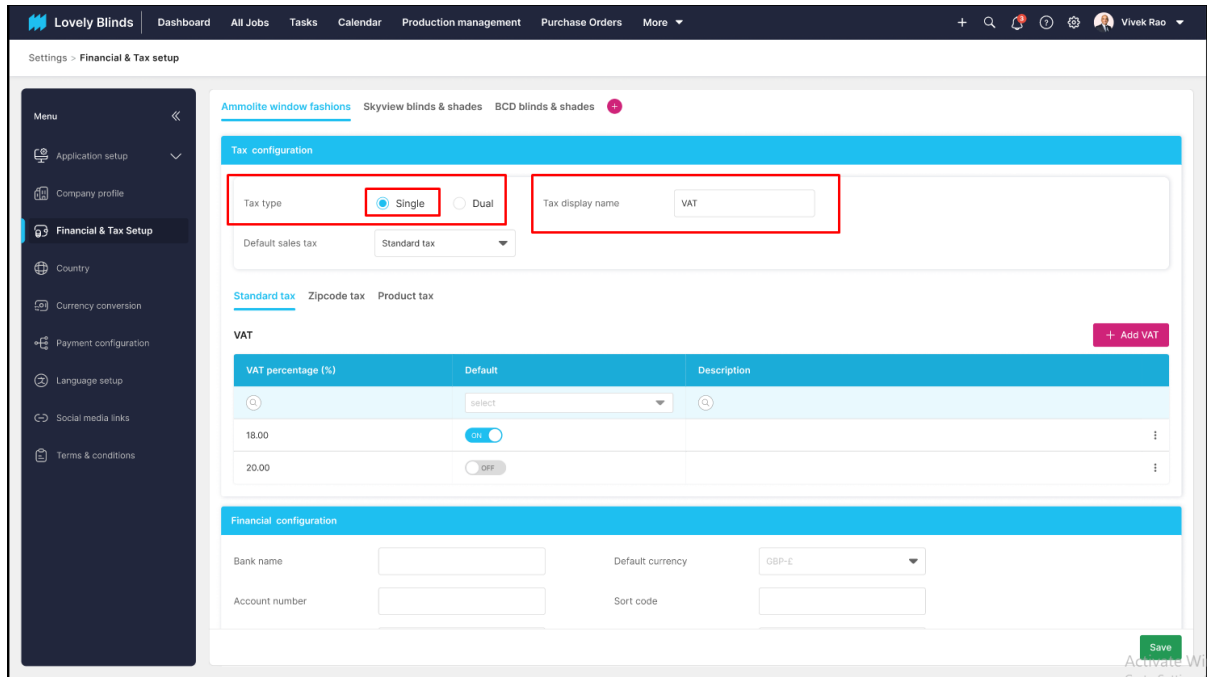 Lovely Blinds Dashboard All Jobs Tasks Calendar Production management Purchase Orders More Vivek Rao
Settings > Financial & Tax setup
Menu
Application setup
Company profile
Financial & Tax Setup
Country
Currency conversion
Payment configuration
Language setup
Social media links
Terms & conditions
Ammolite window fashions Skyview blinds & shades BCD blinds & shades
Tax configuration
Tax type Single Dual Tax display name VAT
Default sales tax Standard tax
Standard tax Zipcode tax Product tax
VAT + Add VAT
VAT percentage (%) Default Description
select
18.00 ON
20.00 OFF
Financial configuration
Bank name Default currency GBP-£
Account number Sort code
Save
Activate Wi